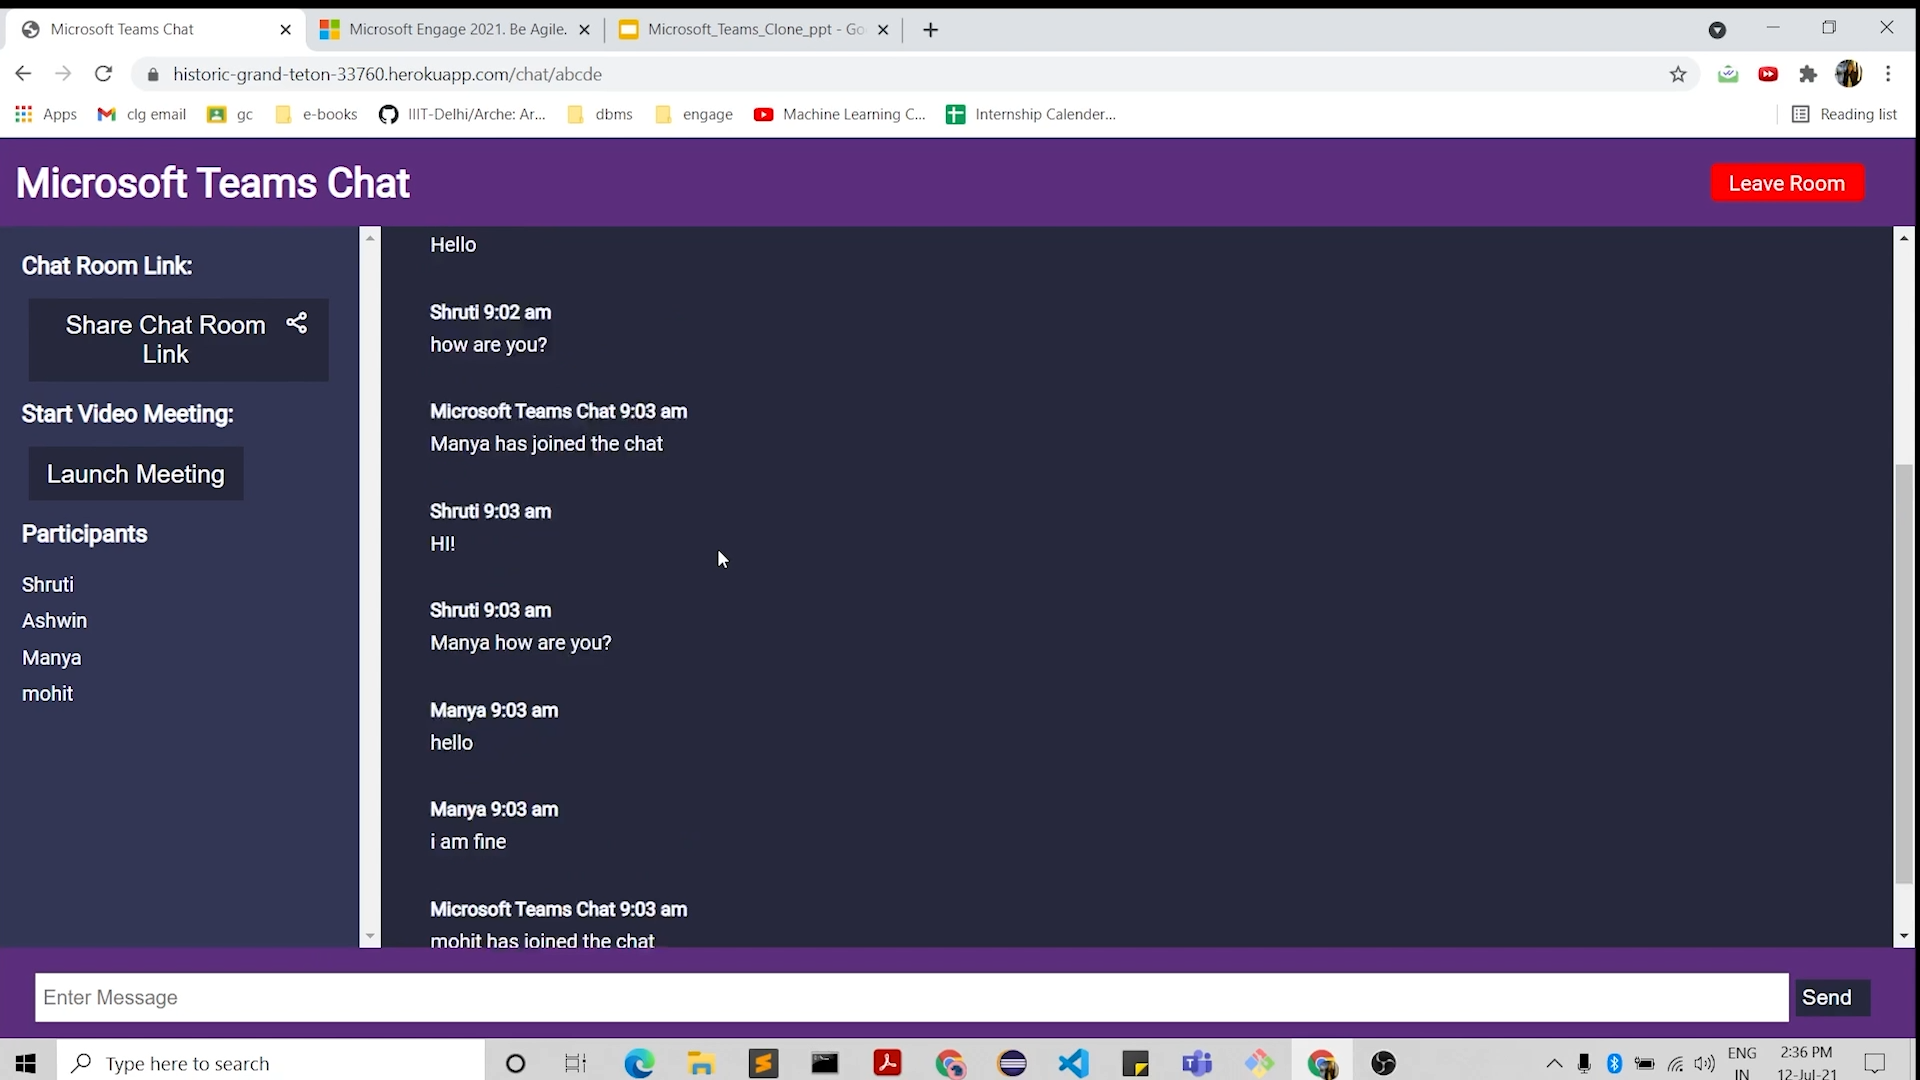 Microsoft Teams Chat
Microsoft Engage 2021. Be Agile.
Microsoft_Teams_Clone_ppt - Go
historic-grand-teton-33760.herokuapp.com/chat/abcde
Apps
clg email
gc
e-books
IIIT-Delhi/Arche: Ar...
dbms
engage
Machine Learning C...
Internship Calender...
Reading list
Microsoft Teams Chat
Leave Room
Chat Room Link:
Share Chat Room
Link
Start Video Meeting:
Launch Meeting
Participants
Shruti
Ashwin
Manya
mohit
Hello
Shruti 9:02 am
how are you?
Microsoft Teams Chat 9:03 am
Manya has joined the chat
Shruti 9:03 am
HI!
Shruti 9:03 am
Manya how are you?
Manya 9:03 am
hello
Manya 9:03 am
i am fine
Microsoft Teams Chat 9:03 am
mohit has joined the chat
Enter Message
Send
Type here to search
ENG
IN
2:36 PM
12-Jul-21